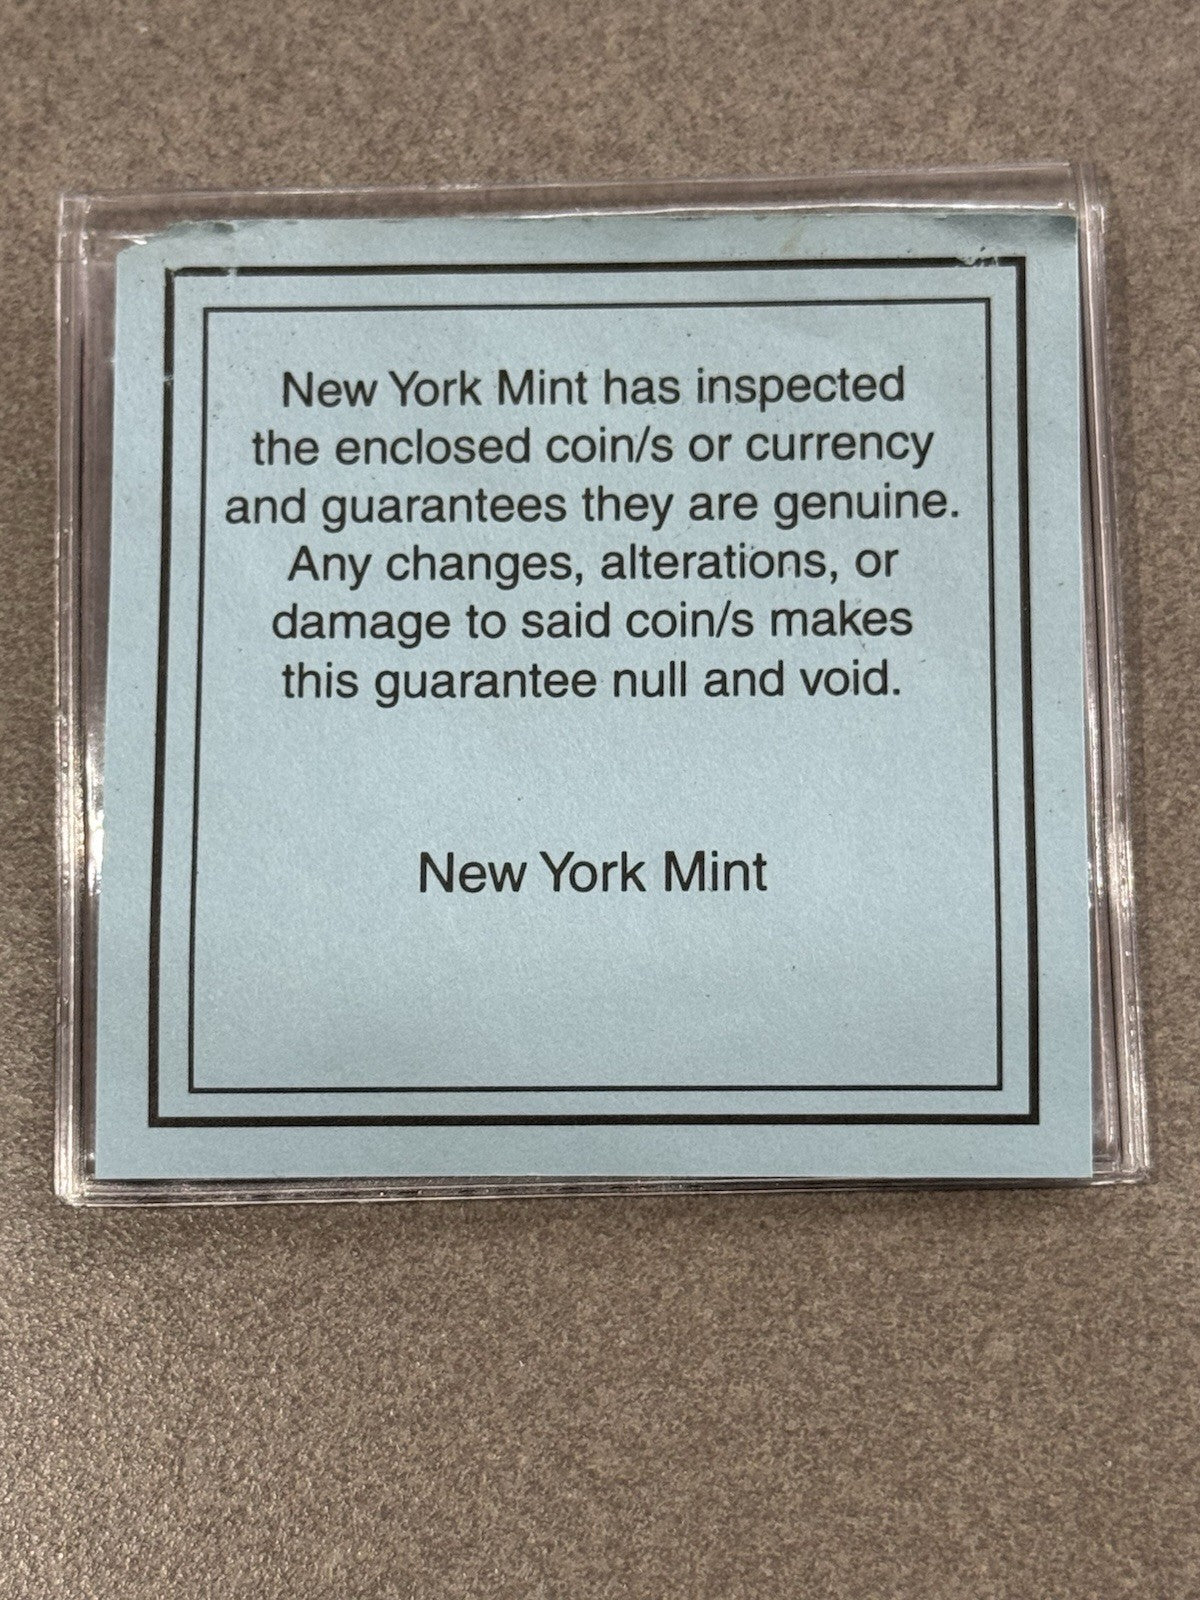 New York Mint has inspected
the enclosed coin/s or currency
and guarantees they are genuine.
Any changes, alterations, or
damage to said coin/s makes
this guarantee null and void.
New York Mint